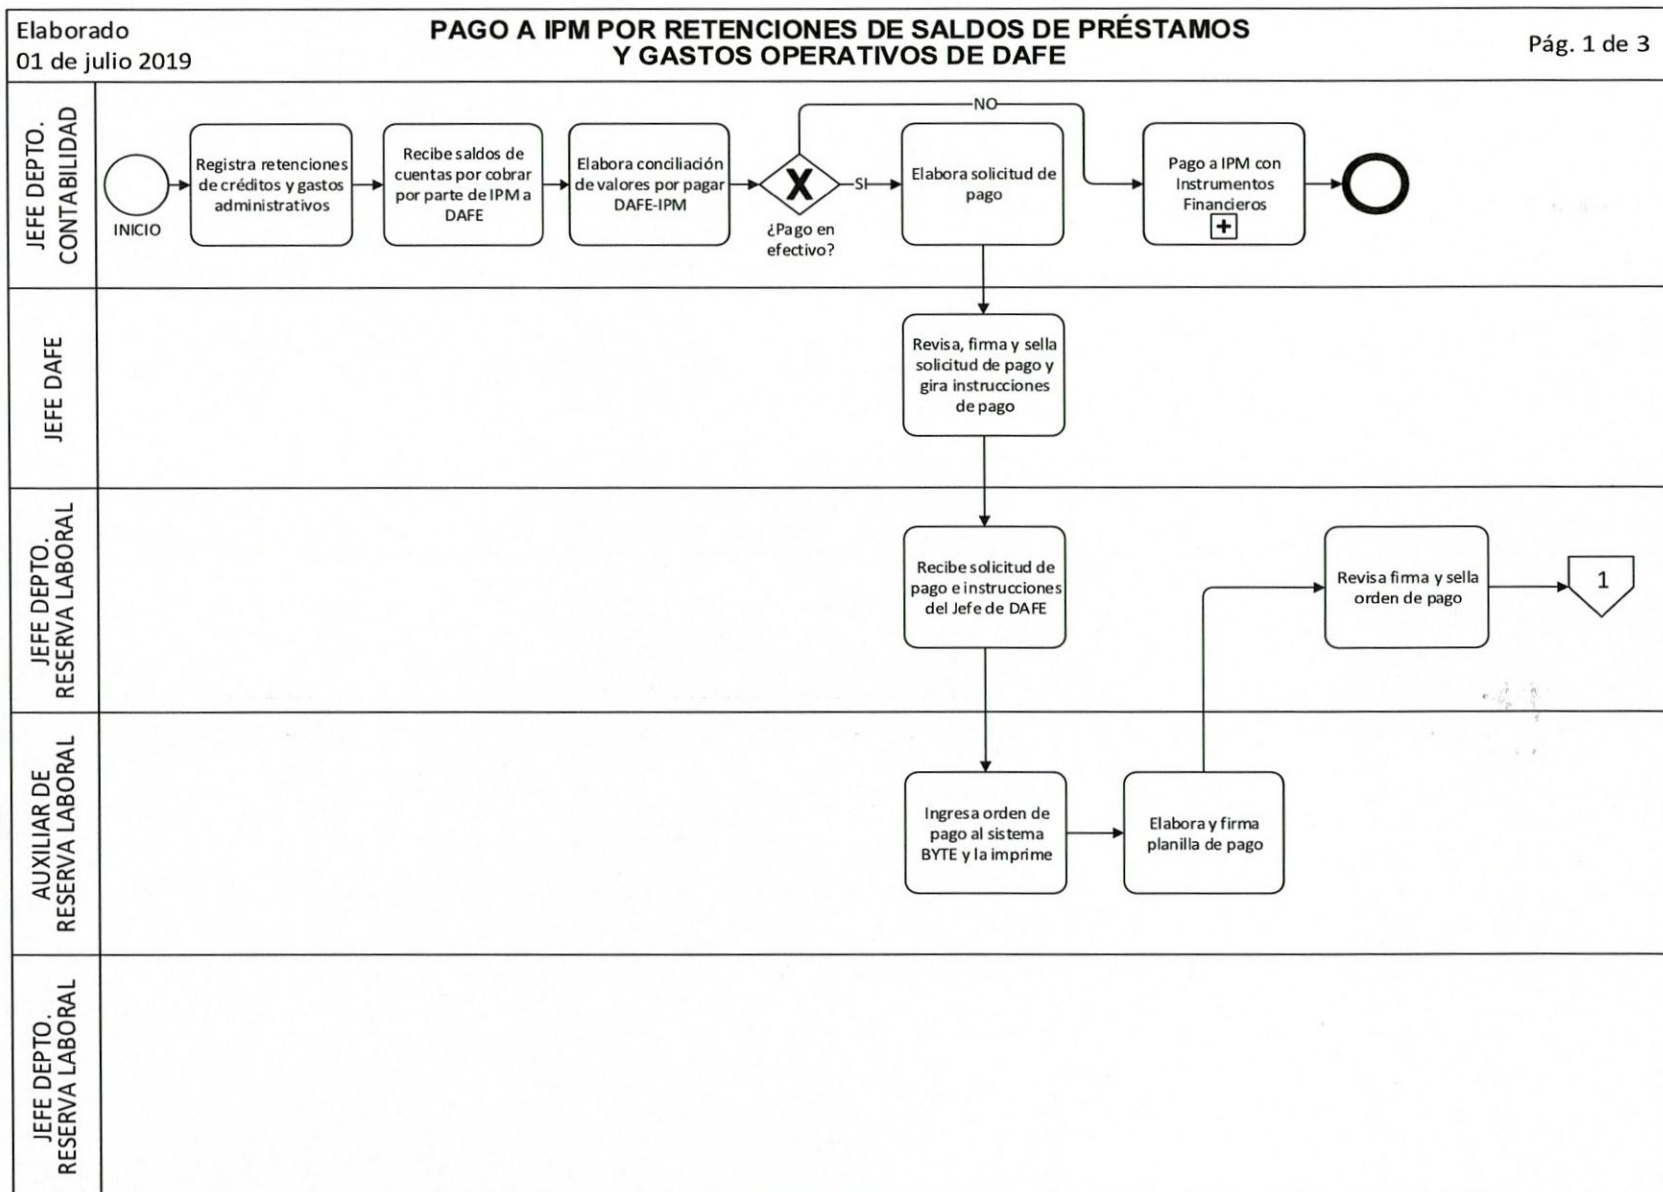 Elaborado
01 de julio 2019
PAGO A IPM POR RETENCIONES DE SALDOS DE PRÉSTAMOS
Y GASTOS OPERATIVOS DE DAFE
Pág. 1 de 3
JEFE DEPTO.
CONTABILIDAD
INICIO
Registra retenciones
de créditos y gastos
administrativos
Recibe saldos de
cuentas por cobrar
por parte de IPM a
DAFE
Elabora conciliación
de valores por pagar
DAFE-IPM
X
¿Pago en
efectivo?
SI
NO
Elabora solicitud de
pago
Pago a IPM con
Instrumentos
Financieros
+
JEFE DAFE
Revisa, firma y sella
solicitud de pago y
gira instrucciones
de pago
JEFE DEPTO.
RESERVA LABORAL
Recibe solicitud de
pago e instrucciones
del Jefe de DAFE
Revisa firma y sella
orden de pago
1
AUXILIAR DE
RESERVA LABORAL
Ingresa orden de
pago al sistema
BYTE y la imprime
Elabora y firma
planilla de pago
JEFE DEPTO.
RESERVA LABORAL